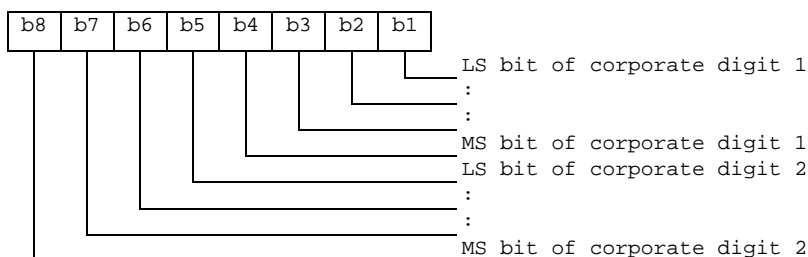 b8 b7 b6 b5 b4 b3 b2 b1
LS bit of corporate digit 1
:
:
MS bit of corporate digit 1
LS bit of corporate digit 2
:
:
MS bit of corporate digit 2